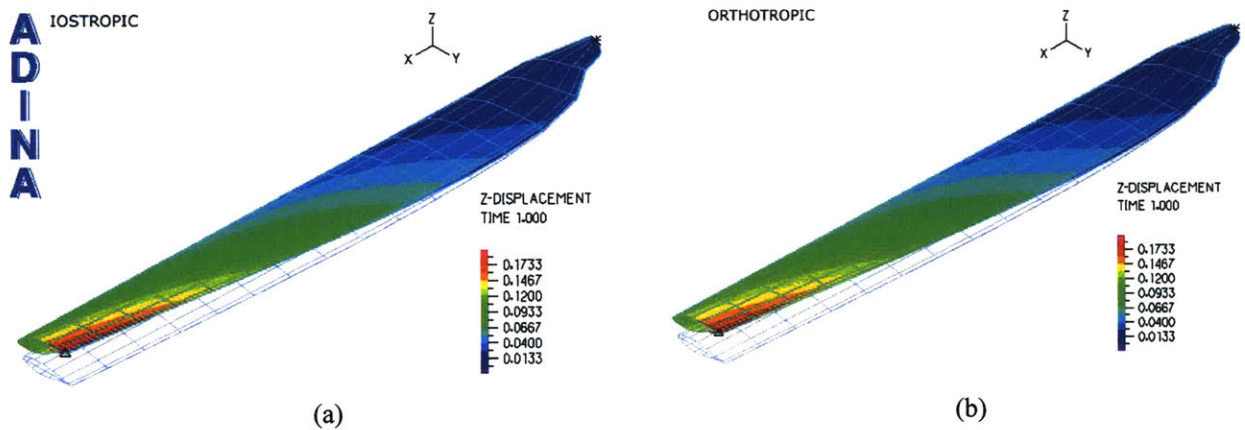 ADINA
IOSTROPIC
Z
X
Y
Z-DISPLACEMENT
TIME 1.000
0.1733
0.1467
0.1200
0.0933
0.0667
0.0400
0.0133
(a)
ORTHOTROPIC
Z
X
Y
Z-DISPLACEMENT
TIME 1.000
0.1733
0.1467
0.1200
0.0933
0.0667
0.0400
0.0133
(b)